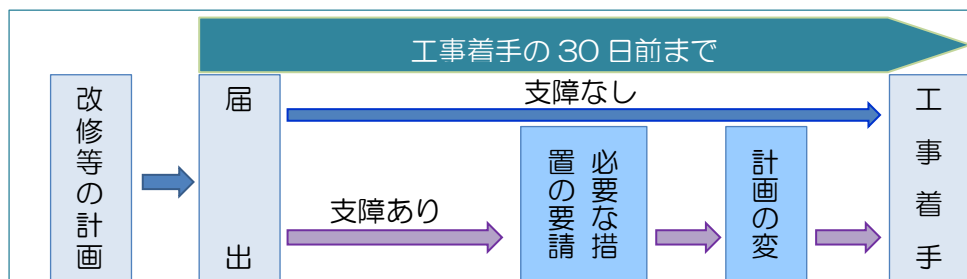 工事着手の 30 日前まで
改修等の計画
届出
支障なし
支障あり
必要な措
置の要請
計画の変
工事着手